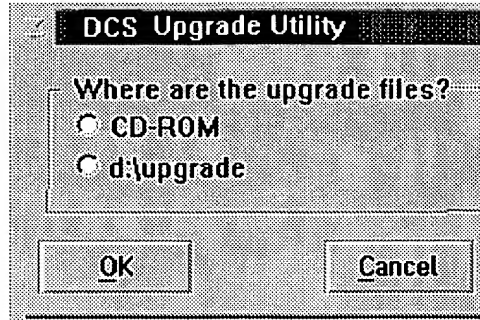 DCS Upgrade Utility
Where are the upgrade files?
CD-ROM
d:\upgrade
OK
Cancel